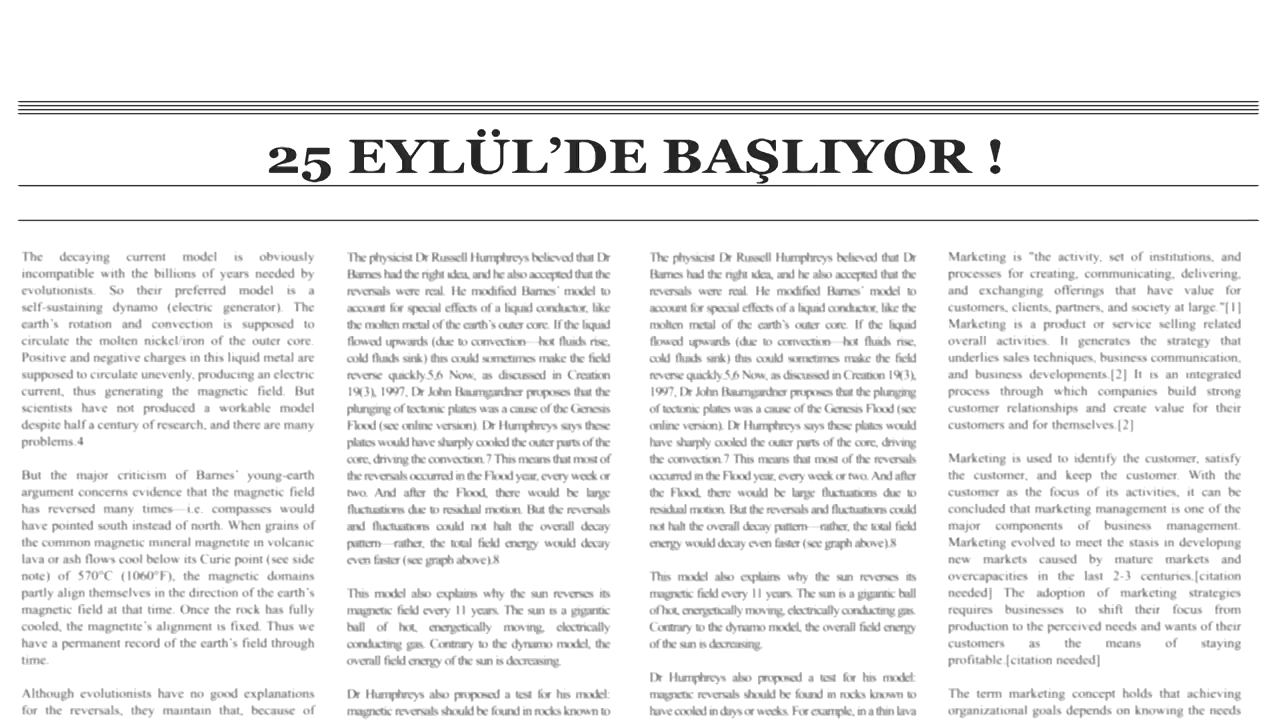 25 EYLÜL’DE BAŞLIYOR !
The decaying current model is obviously
incompatible with the billions of years needed by
evolutionists. So their preferred model is a
self-sustaining dynamo (electric generator). The
earth's rotation and convection is supposed to
circulate the molten nickel/iron of the outer core.
Positive and negative charges in this liquid metal are
supposed to circulate unevenly, producing an electric
current, thus generating the magnetic field. But
scientists have not produced a workable model
despite half a century of research, and there are many
problems.4
But the major criticism of Barnes' young-earth
argument concerns evidence that the magnetic field
has reversed many times—i.e. compasses would
have pointed south instead of north. When grains of
the common magnetic mineral magnetite in volcanic
lava or ash flows cool below its Curie point (see side
note) of 570°C (1060°F), the magnetic domains
partly align themselves in the direction of the earth's
magnetic field at that time. Once the rock has fully
cooled, the magnetite's alignment is fixed. Thus we
have a permanent record of the earth's field through
time.
Although evolutionists have no good explanations
for the reversals, they maintain that, because of
The physicist Dr Russell Humphreys believed that Dr
Barnes had the right idea, and he also accepted that the
reversals were real. He modified Barnes' model to
account for special effects of a liquid conductor, like
the molten metal of the earth's outer core. If the liquid
flowed upwards (due to convection—hot fluids rise,
cold fluids sink) this could sometimes make the field
reverse quickly.5,6 Now, as discussed in Creation
19(3), 1997, Dr John Baumgardner proposes that the
plunging of tectonic plates was a cause of the Genesis
Flood (see online version). Dr Humphreys says these
plates would have sharply cooled the outer parts of the
core, driving the convection.7 This means that most of
the reversals occurred in the Flood year, every week or
two. And after the Flood, there would be large
fluctuations due to residual motion. But the reversals
and fluctuations could not halt the overall decay
pattern—rather, the total field energy would decay
even faster (see graph above).8
This model also explains why the sun reverses its
magnetic field every 11 years. The sun is a gigantic
ball of hot, energetically moving, electrically
conducting gas. Contrary to the dynamo model, the
overall field energy of the sun is decreasing.
Dr Humphreys also proposed a test for his model:
magnetic reversals should be found in rocks known to
The physicist Dr Russell Humphreys believed that Dr
Barnes had the right idea, and he also accepted that the
reversals were real. He modified Barnes' model to
account for special effects of a liquid conductor, like the
molten metal of the earth's outer core. If the liquid
flowed upwards (due to convection—hot fluids rise,
cold fluids sink) this could sometimes make the field
reverse quickly.5,6 Now, as discussed in Creation 19(3),
1997, Dr John Baumgardner proposes that the plunging
of tectonic plates was a cause of the Genesis Flood (see
online version). Dr Humphreys says these plates would
have sharply cooled the outer parts of the core, driving
the convection.7 This means that most of the reversals
occurred in the Flood year, every week or two. And after
the Flood, there would be large fluctuations due to
residual motion. But the reversals and fluctuations could
not halt the overall decay pattern—rather, the total field
energy would decay even faster (see graph above).8
This model also explains why the sun reverses its
magnetic field every 11 years. The sun is a gigantic ball
of hot, energetically moving, electrically conducting gas.
Contrary to the dynamo model, the overall field energy
of the sun is decreasing.
Dr Humphreys also proposed a test for his model:
magnetic reversals should be found in rocks known to
have cooled in days or weeks. For example, in a thin lava
Marketing is "the activity, set of institutions, and
processes for creating, communicating, delivering,
and exchanging offerings that have value for
customers, clients, partners, and society at large."[1]
Marketing is a product or service selling related
overall activities. It generates the strategy that
underlies sales techniques, business communication,
and business developments.[2] It is an integrated
process through which companies build strong
customer relationships and create value for their
customers and for themselves.[2]
Marketing is used to identify the customer, satisfy
the customer, and keep the customer. With the
customer as the focus of its activities, it can be
concluded that marketing management is one of the
major components of business management.
Marketing evolved to meet the stasis in developing
new markets caused by mature markets and
overcapacities in the last 2-3 centuries.[citation
needed] The adoption of marketing strategies
requires businesses to shift their focus from
production to the perceived needs and wants of their
customers as the means of staying
profitable.[citation needed]
The term marketing concept holds that achieving
organizational goals depends on knowing the needs